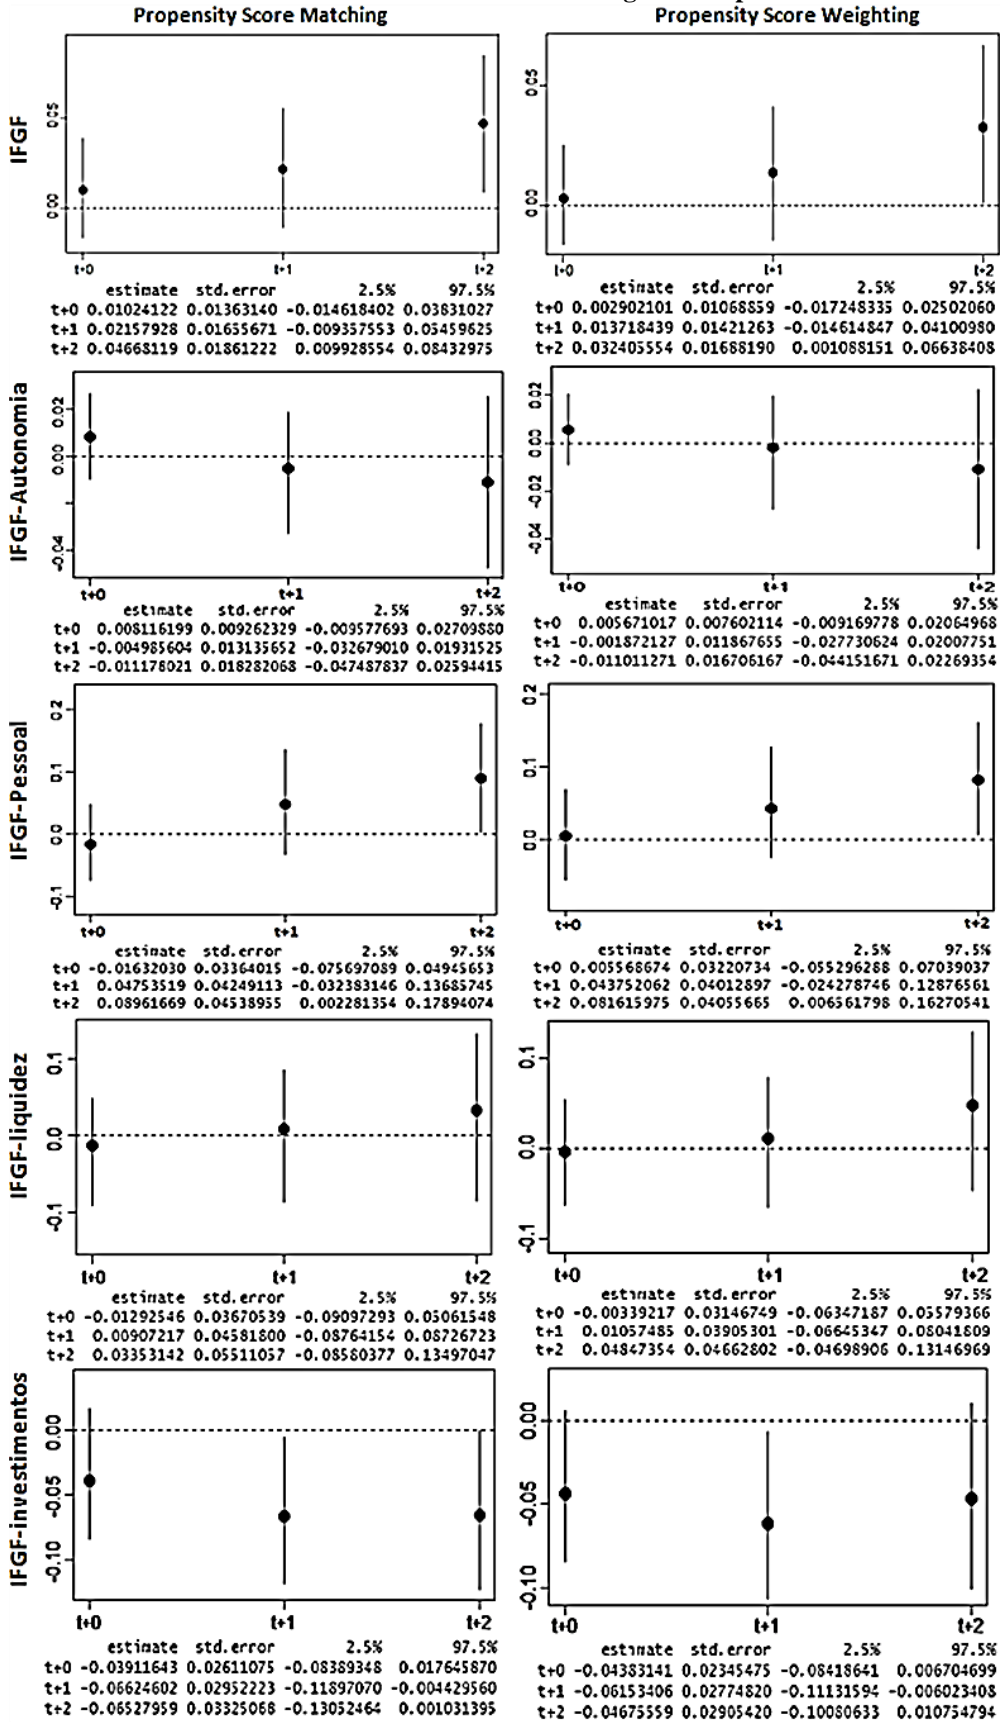 Propensity Score Matching Propensity Score Weighting
IFGF
0.05
0.00
t+0 t+1 t+2
0.05
0.00
t+0 t+1 t+2
estimate std.error 2.5% 97.5%
t+0 0.01024122 0.01363140 -0.014618402 0.03831027
t+1 0.02157928 0.01655671 -0.009357553 0.05459625
t+2 0.04668119 0.01861222 0.009928554 0.08432975
estimate std.error 2.5% 97.5%
t+0 0.002902101 0.01068859 -0.017248335 0.02502060
t+1 0.013718439 0.01421263 -0.014614847 0.04100980
t+2 0.032405554 0.01688190 0.001088151 0.06638408
IFGF-Autonomia
0.02
0.00
-0.04
t+0 t+1 t+2
0.02
0.00
-0.02
-0.04
t+0 t+1 t+2
estimate std.error 2.5% 97.5%
t+0 0.008116199 0.009262329 -0.009577693 0.02709880
t+1 -0.004985604 0.013135652 -0.032679010 0.01931525
t+2 -0.011178021 0.018282068 -0.047487837 0.02594415
estimate std.error 2.5% 97.5%
t+0 0.005671017 0.007602114 -0.009169778 0.02064968
t+1 -0.001872127 0.011867655 -0.027730624 0.02007751
t+2 -0.011011271 0.016706167 -0.044151671 0.02269354
IFGF-Pessoal
0.2
0.1
0.0
-0.1
t+0 t+1 t+2
0.2
0.1
0.0
t+0 t+1 t+2
estimate std.error 2.5% 97.5%
t+0 -0.01632030 0.03364015 -0.075697089 0.04945653
t+1 0.04753519 0.04249113 -0.032383146 0.13685745
t+2 0.08961669 0.04538955 0.002281354 0.17894074
estimate std.error 2.5% 97.5%
t+0 0.005568674 0.03220734 -0.055296288 0.07039037
t+1 0.043752062 0.04012897 -0.024278746 0.12876561
t+2 0.081615975 0.04055665 0.006561798 0.16270541
IFGF-liquidez
0.1
0.0
-0.1
t+0 t+1 t+2
0.1
0.0
-0.1
t+0 t+1 t+2
estimate std.error 2.5% 97.5%
t+0 -0.01292546 0.03670539 -0.09097293 0.05061548
t+1 0.00907217 0.04581800 -0.08764154 0.08726723
t+2 0.03353142 0.05511057 -0.08580377 0.13497047
estimate std.error 2.5% 97.5%
t+0 -0.00339217 0.03146749 -0.06347187 0.05579366
t+1 0.01057485 0.03905301 -0.06645347 0.08041809
t+2 0.04847354 0.04662802 -0.04698906 0.13146969
IFGF-investimentos
0.00
-0.05
-0.10
t+0 t+1 t+2
0.00
-0.05
-0.10
t+0 t+1 t+2
estimate std.error 2.5% 97.5%
t+0 -0.03911643 0.02611075 -0.08389348 0.017645870
t+1 -0.06624602 0.02952223 -0.11897070 -0.004429560
t+2 -0.06527959 0.03325068 -0.13052464 0.001031395
estimate std.error 2.5% 97.5%
t+0 -0.04383141 0.02345475 -0.08418641 0.006704699
t+1 -0.06153406 0.02774820 -0.11131594 -0.006023408
t+2 -0.04675559 0.02905420 -0.10080633 0.010754794